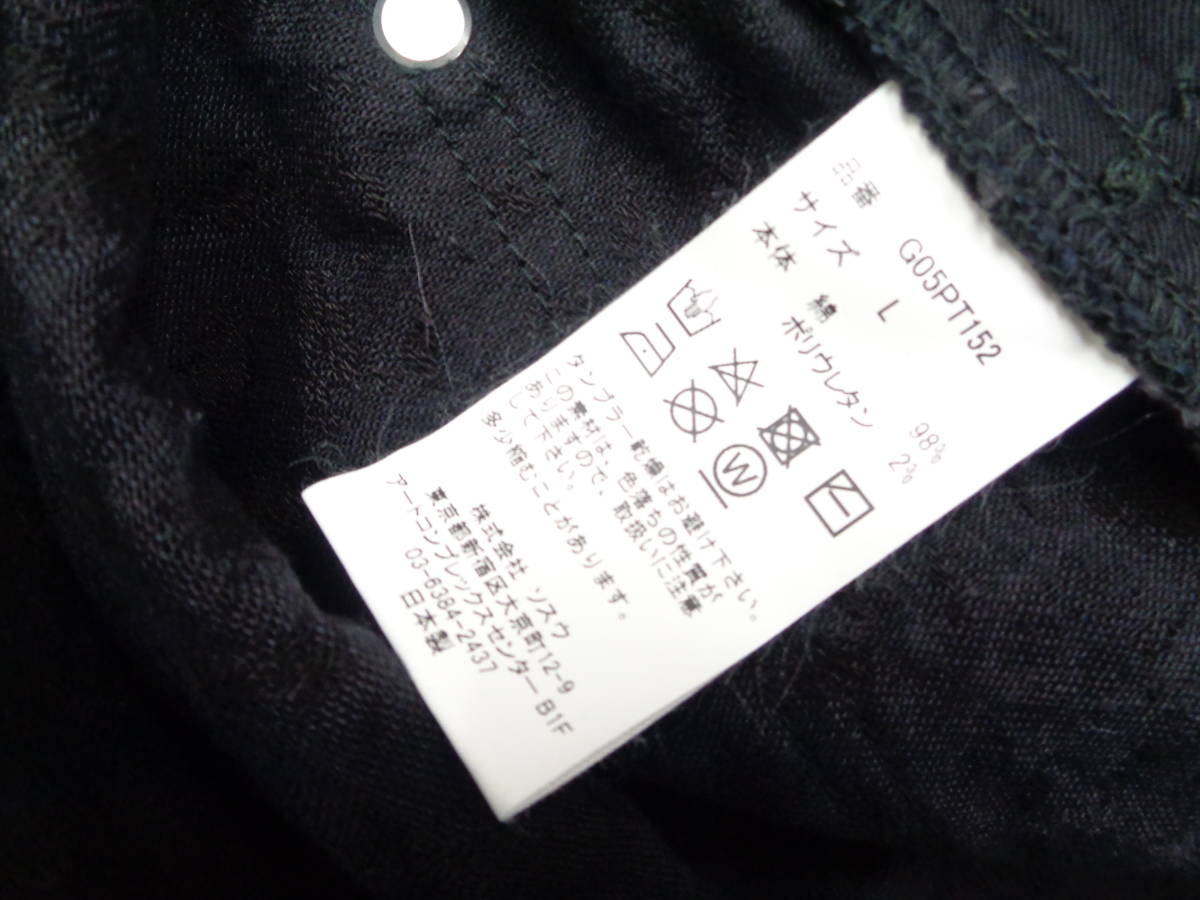 品番 G05PT152
サイズ L
本体 綿 98%
ポリウレタン 2%
W
タンブラー乾燥はお避け下さい。
この素材は、色落ちの性質が
ありますので、取扱いに注意
して下さい。
多少縮むことがあります。
株式会社 ソスウ
東京都新宿区大京町12-9
アートコンプレックスセンター B1F
03-6384-2437
日本製